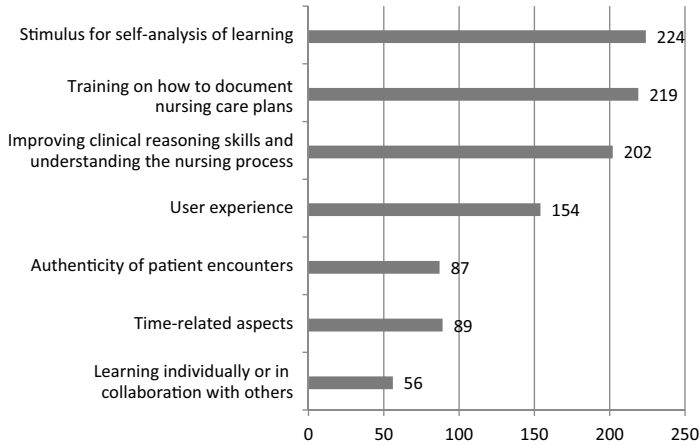 Stimulus for self-analysis of learning
224
Training on how to document
nursing care plans
219
Improving clinical reasoning skills and
understanding the nursing process
202
User experience
154
Authenticity of patient encounters
87
Time-related aspects
89
Learning individually or in
collaboration with others
56
0 50 100 150 200 250